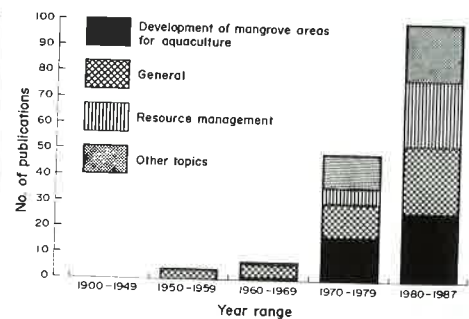 100
90
80
70
60
50
40
30
20
10
0
No. of publications
Development of mangrove areas
for aquaculture
General
Resource management
Other topics
1900-1949
1950-1959
1960-1969
1970-1979
1980-1987
Year range